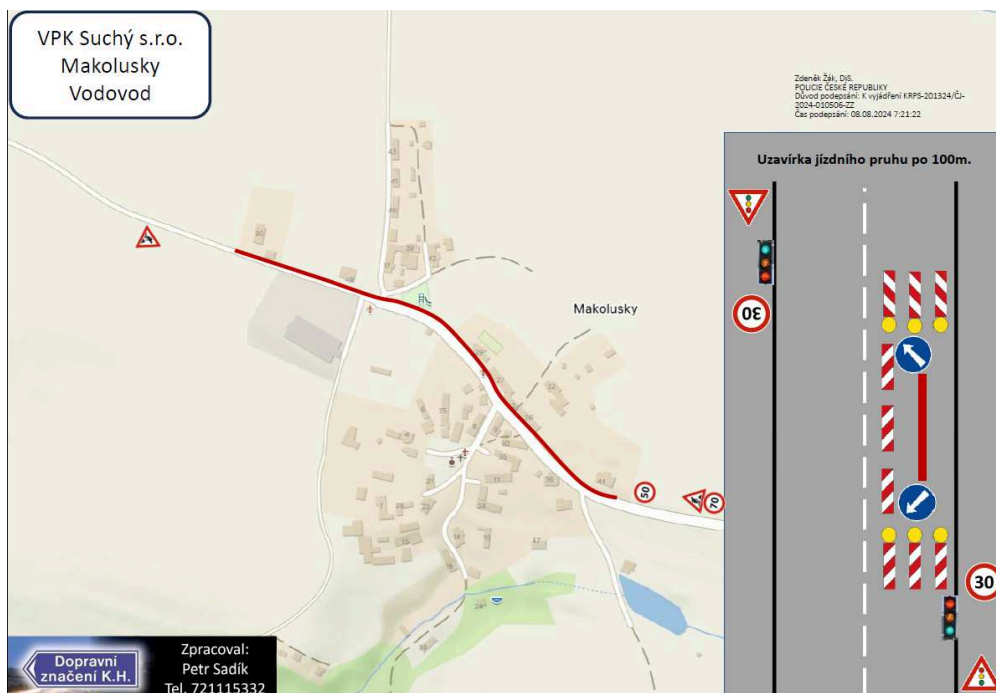 VPK Suchý s.r.o.
Makolusky
Vodovod
Zdeněk Žák, DiS.
POLICIE ČESKÉ REPUBLIKY
Důvod podepsání: K vyjádření KRPS-201324/ČJ-
2024-010506-ZZ
Čas podepsání: 08.08.2024 7:21:22
Uzavírka jízdního pruhu po 100m.
30
Makolusky
50
70
30
Dopravní
značení K.H.
Zpracoval:
Petr Sadík
Tel. 721115332